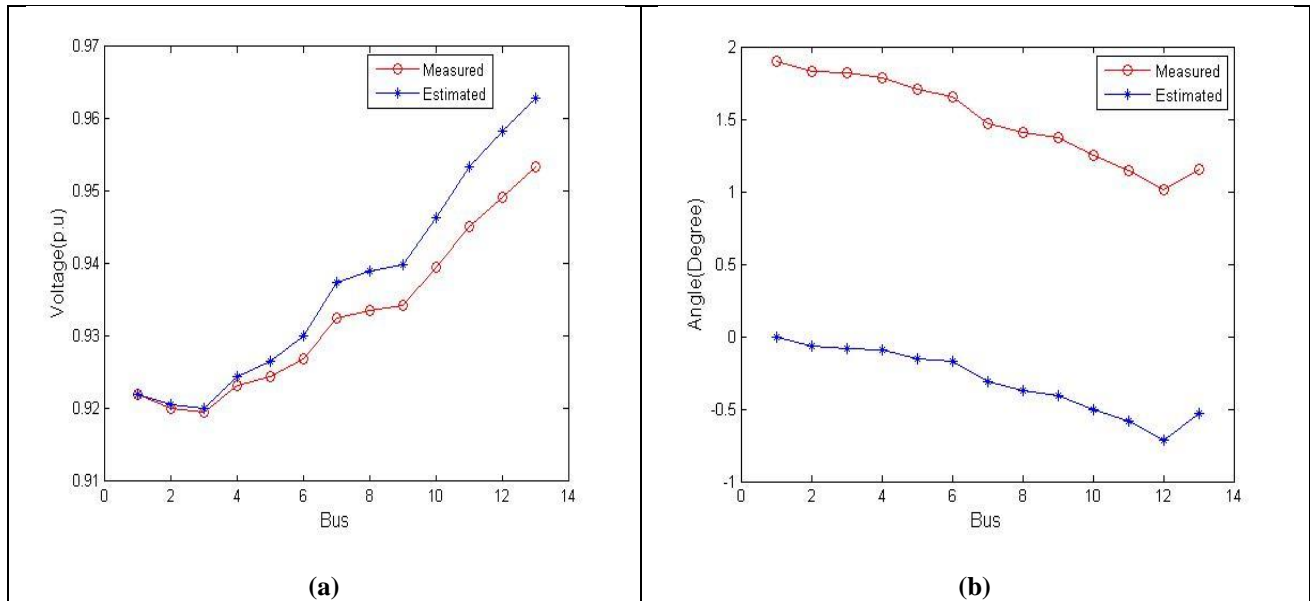 0.97
0.96
0.95
0.94
0.93
0.92
0.91
Voltage(p.u)
Measured
Estimated
0 2 4 6 8 10 12 14
Bus
(a)
2
1.5
1
0.5
0
-0.5
-1
Angle(Degree)
Measured
Estimated
0 2 4 6 8 10 12 14
Bus
(b)